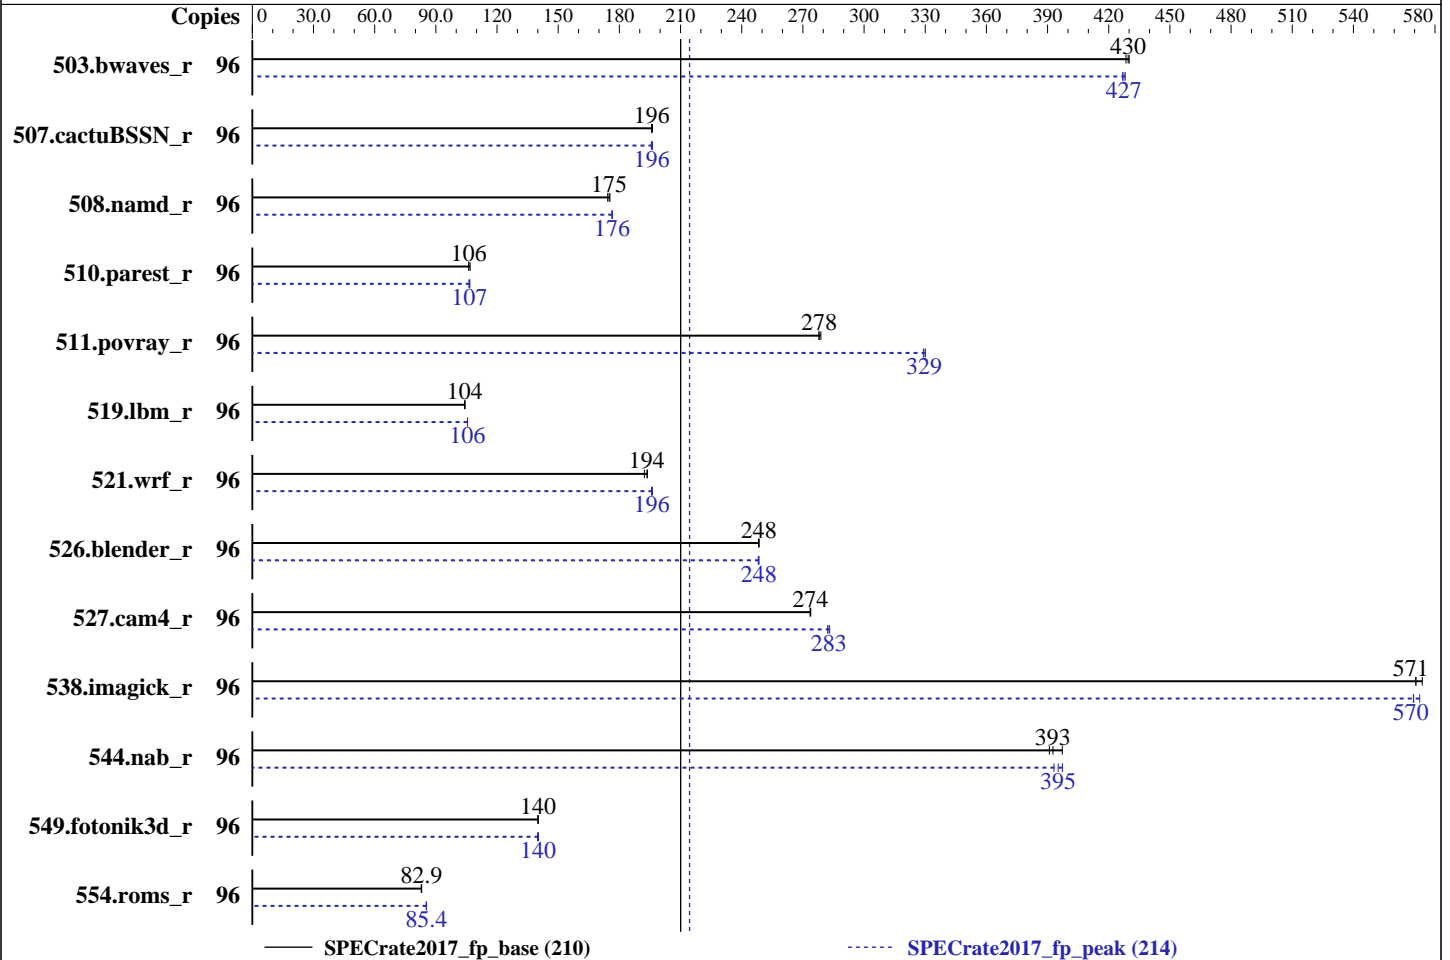 Copies 0 30.0 60.0 90.0 120 150 180 210 240 270 300 330 360 390 420 450 480 510 540 580
503.bwaves_r 96 430
427
507.cactuBSSN_r 96 196
196
508.namd_r 96 175
176
510.parest_r 96 106
107
511.povray_r 96 278
329
519.lbm_r 96 104
106
521.wrf_r 96 194
196
526.blender_r 96 248
248
527.cam4_r 96 274
283
538.imagick_r 96 571
570
544.nab_r 96 393
395
549.fotonik3d_r 96 140
140
554.roms_r 96 82.9
85.4
SPECrate2017_fp_base (210) SPECrate2017_fp_peak (214)